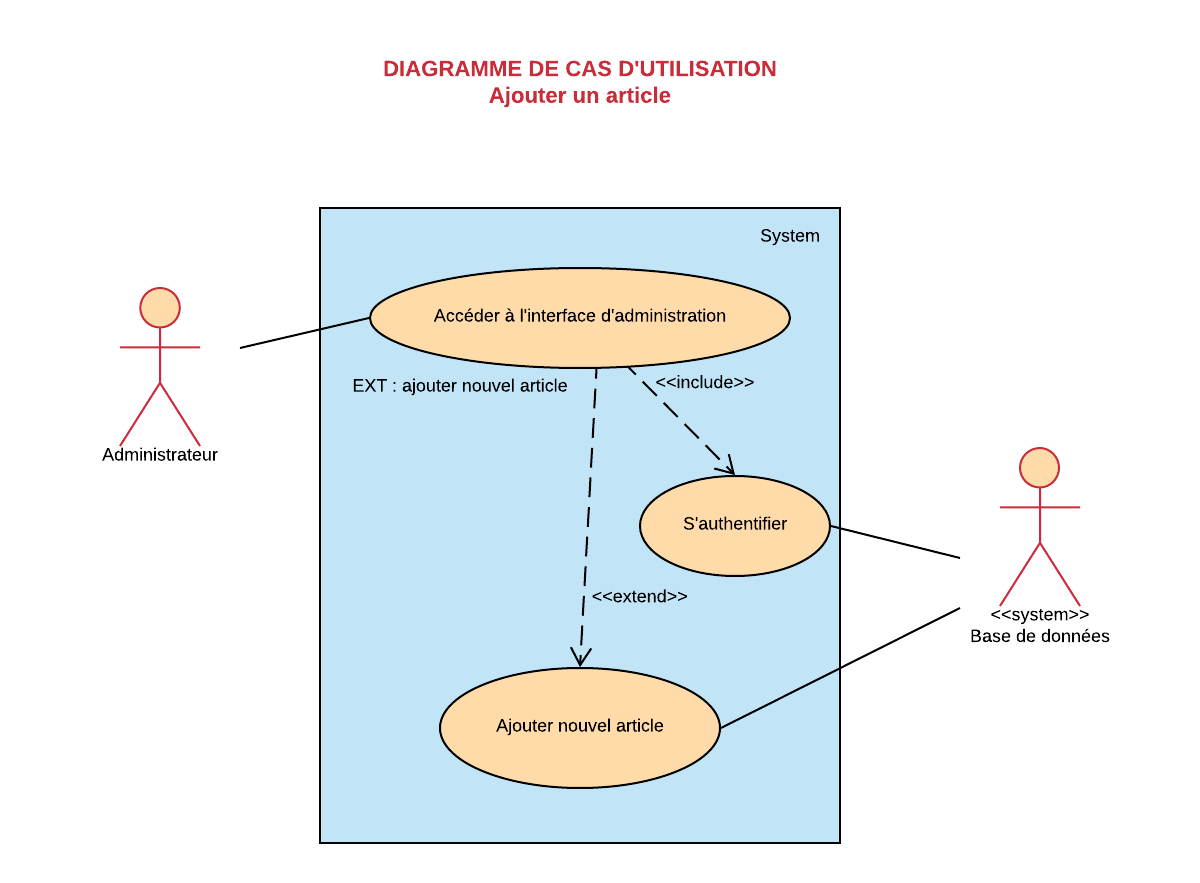 DIAGRAMME DE CAS D'UTILISATION
Ajouter un article
System
Accéder à l'interface d'administration
EXT : ajouter nouvel article
<<include>>
Administrateur
S'authentifier
<<extend>>
<<system>>
Base de données
Ajouter nouvel article